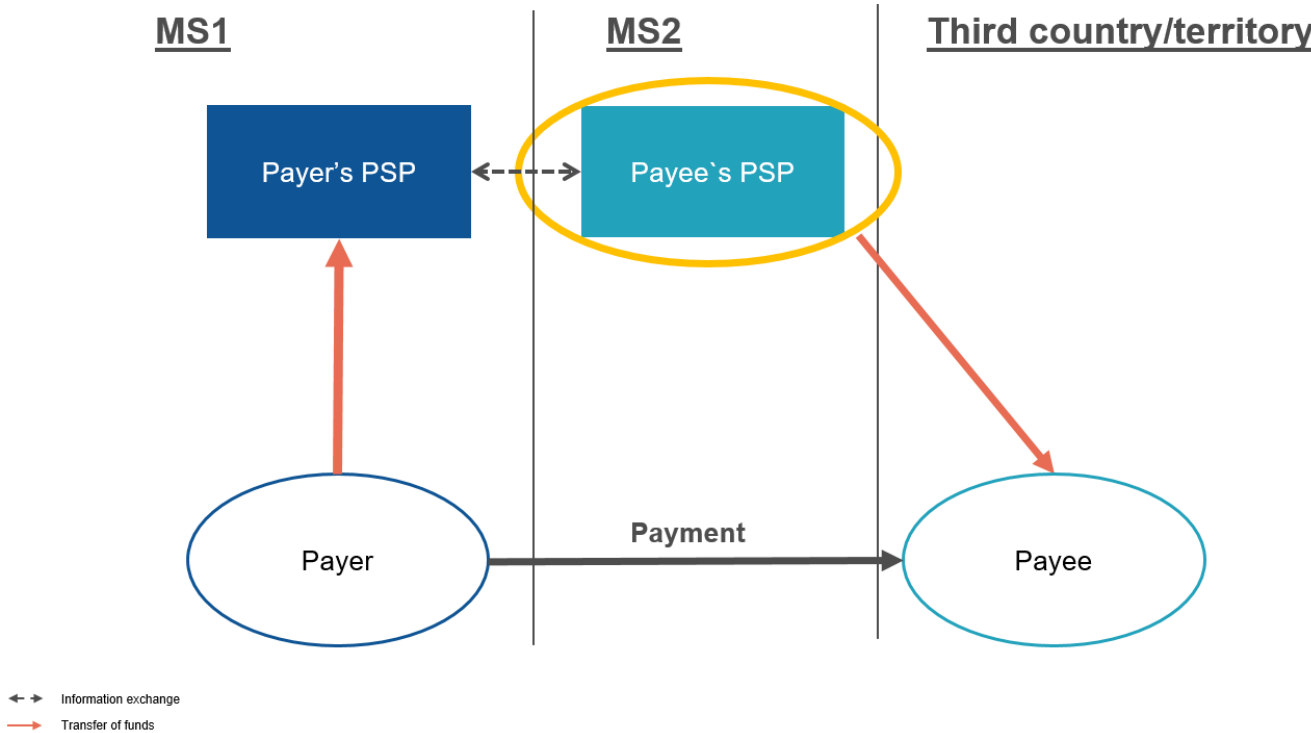 MS1
MS2
Third country/territory
Payer’s PSP
Payee`s PSP
Payment
Payer
Payee
Information exchange
Transfer of funds